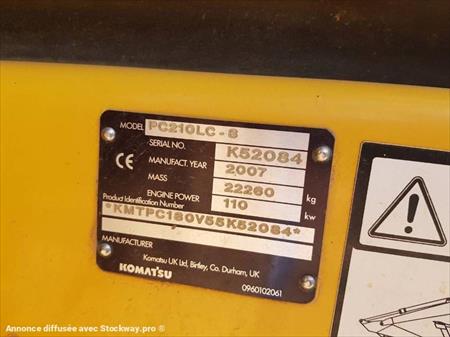 MODEL PC210LC-8
SERIAL NO. K52084
MANUFACT. YEAR 2007
MASS 22260 kg
ENGINE POWER 110 kw
Product Identification Number
*KMTPC180V55K52084*
MANUFACTURER
Komatsu UK Ltd, Birtley, Co. Durham, UK
KOMATSU
0960102061
CE
Annonce diffusée avec Stockway.pro ®